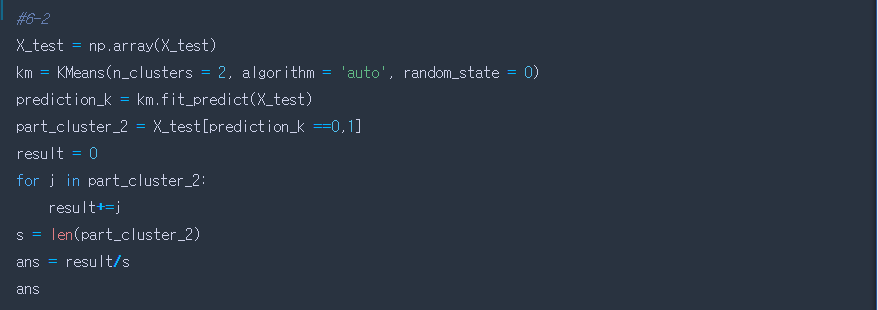 #6-2
X_test = np.array(X_test)
km = KMeans(n_clusters = 2, algorithm = 'auto', random_state = 0)
prediction_k = km.fit_predict(X_test)
part_cluster_2 = X_test[prediction_k ==0,1]
result = 0
for j in part_cluster_2:
    result+=j
s = len(part_cluster_2)
ans = result/s
ans